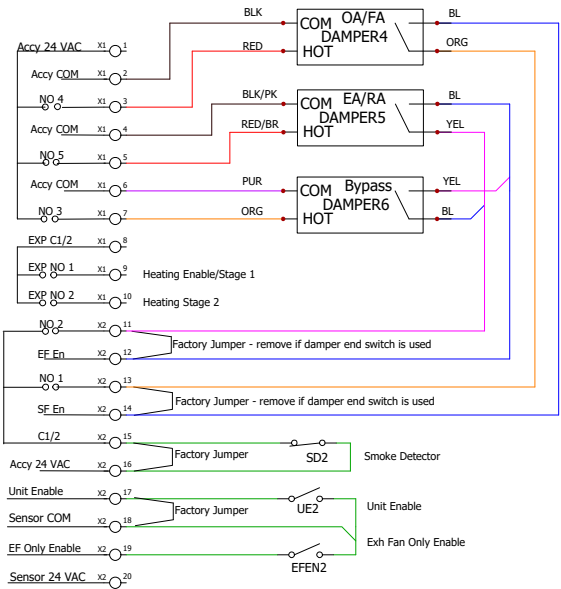 BLK COM OA/FA BL
DAMPER4
Accy 24 VAC X1 1 RED HOT ORG
Accy COM X1 2
NO 4 X1 3 BLK/PK COM EA/RA BL
DAMPER5
Accy COM X1 4 RED/BR HOT YEL
NO 5 X1 5
Accy COM X1 6 PUR COM Bypass YEL
DAMPER6
NO 3 X1 7 ORG HOT BL
EXP C1/2 X1 8
EXP NO 1 X1 9 Heating Enable/Stage 1
EXP NO 2 X1 10 Heating Stage 2
NO 2 X2 11
Factory Jumper - remove if damper end switch is used
EF En X2 12
NO 1 X2 13
Factory Jumper - remove if damper end switch is used
SF En X2 14
C1/2 X2 15
Factory Jumper SD2 Smoke Detector
Accy 24 VAC X2 16
Unit Enable X2 17
Factory Jumper UE2 Unit Enable
Sensor COM X2 18
Exh Fan Only Enable
EF Only Enable X2 19
EFEN2
Sensor 24 VAC X2 20